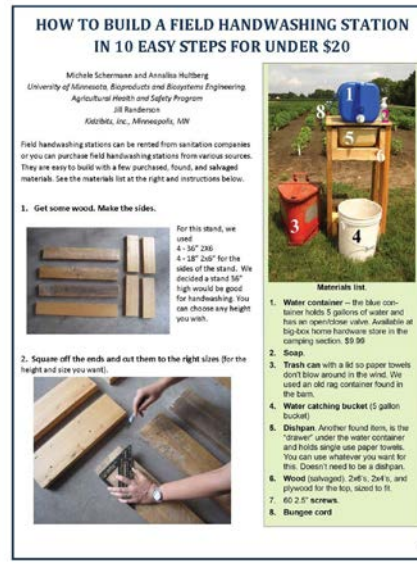 HOW TO BUILD A FIELD HANDWASHING STATION
IN 10 EASY STEPS FOR UNDER $20
Michele Schermann and Annalisa Hultberg
University of Minnesota, Bioproducts and Biosystems Engineering,
Agricultural Health and Safety Program
Jill Randerson
Kidzibits, Inc., Minneapolis, MN
Field handwashing stations can be rented from sanitation companies
or you can purchase field handwashing stations from various sources.
They are easy to build with a few purchased, found, and salvaged
materials. See the materials list at the right and instructions below.
1. Get some wood. Make the sides.
For this stand, we
used
4 - 36" 2X6
4 - 18" 2x6" for the
sides of the stand. We
decided a stand 36"
high would be good
for handwashing. You
can choose any height
you wish.
2. Square off the ends and cut them to the right sizes (for the
height and size you want).
1
8
5
6
3
4
Materials list
1. Water container – the blue con-
tainer holds 5 gallons of water and
has an open/close valve. Available at
big-box home hardware store in the
camping section. $9.99
2. Soap.
3. Trash can with a lid so paper towels
don't blow around in the wind. We
used an old rag container found in
the barn.
4. Water catching bucket (5 gallon
bucket)
5. Dishpan. Another found item, is the
"drawer" under the water container
and holds single use paper towels.
You can use whatever you want for
this. Doesn't need to be a dishpan.
6. Wood (salvaged). 2x6's, 2x4's, and
plywood for the top, sized to fit.
7. 60 2.5" screws.
8. Bungee cord